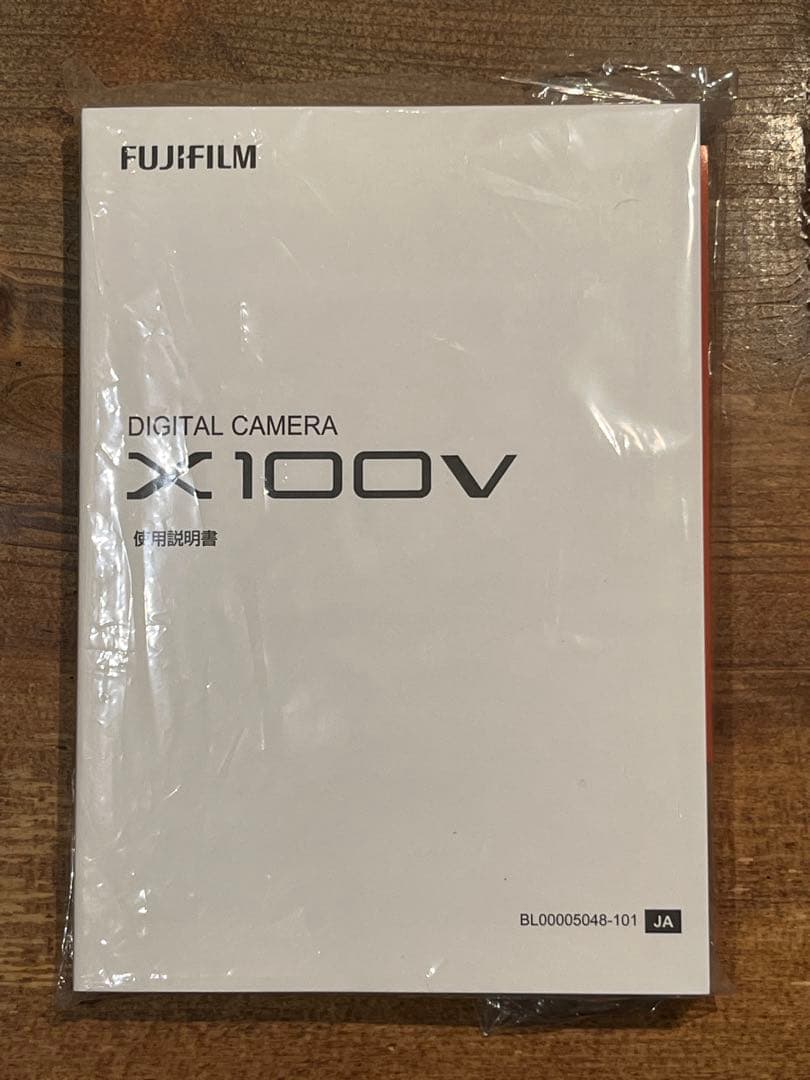 FUJIFILM
DIGITAL CAMERA
X100V
使用説明書
BL00005048-101 JA